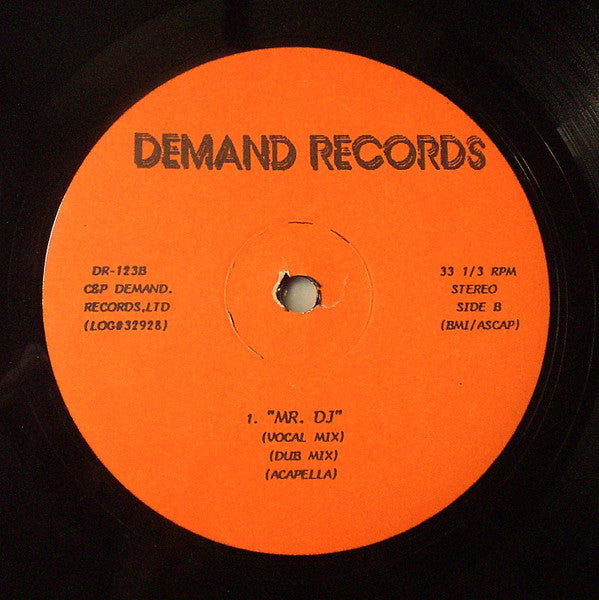 DEMAND RECORDS
DR-123B
C&P DEMAND.
RECORDS,LTD
(LOG#32928)
33 1/3 RPM
STEREO
SIDE B
(BMI/ASCAP)
1. "MR. DJ"
(VOCAL MIX)
(DUB MIX)
(ACAPELLA)